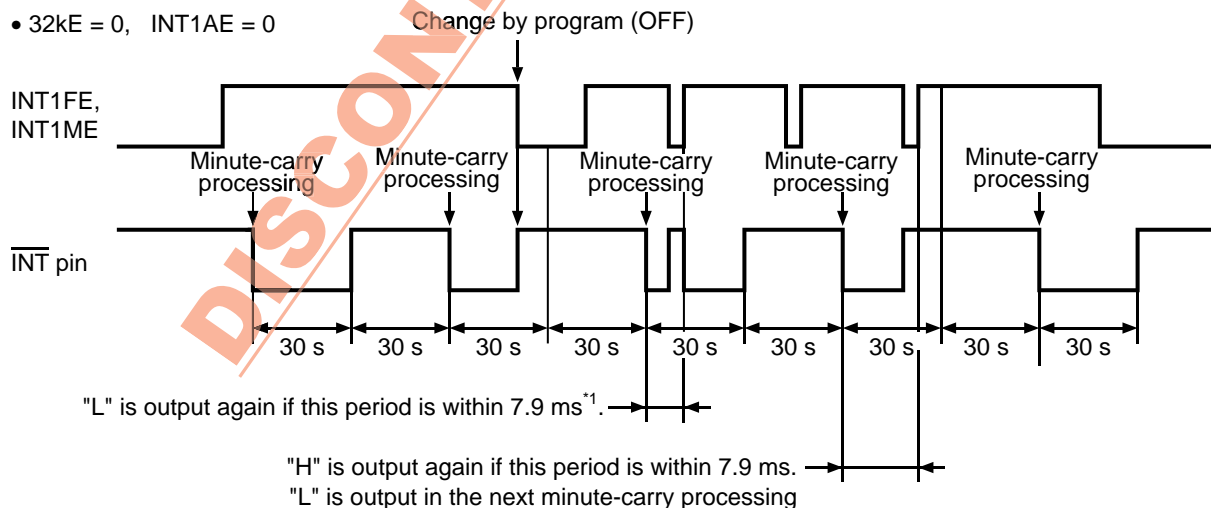 • 32kE = 0, INT1AE = 0
Change by program (OFF)
INT1FE,
INT1ME
Minute-carry
processing
Minute-carry
processing
Minute-carry
processing
Minute-carry
processing
Minute-carry
processing
INT pin
30 s
30 s
30 s
30 s
30 s
30 s
30 s
30 s
30 s
"L" is output again if this period is within 7.9 ms*1.
"H" is output again if this period is within 7.9 ms.
"L" is output in the next minute-carry processing